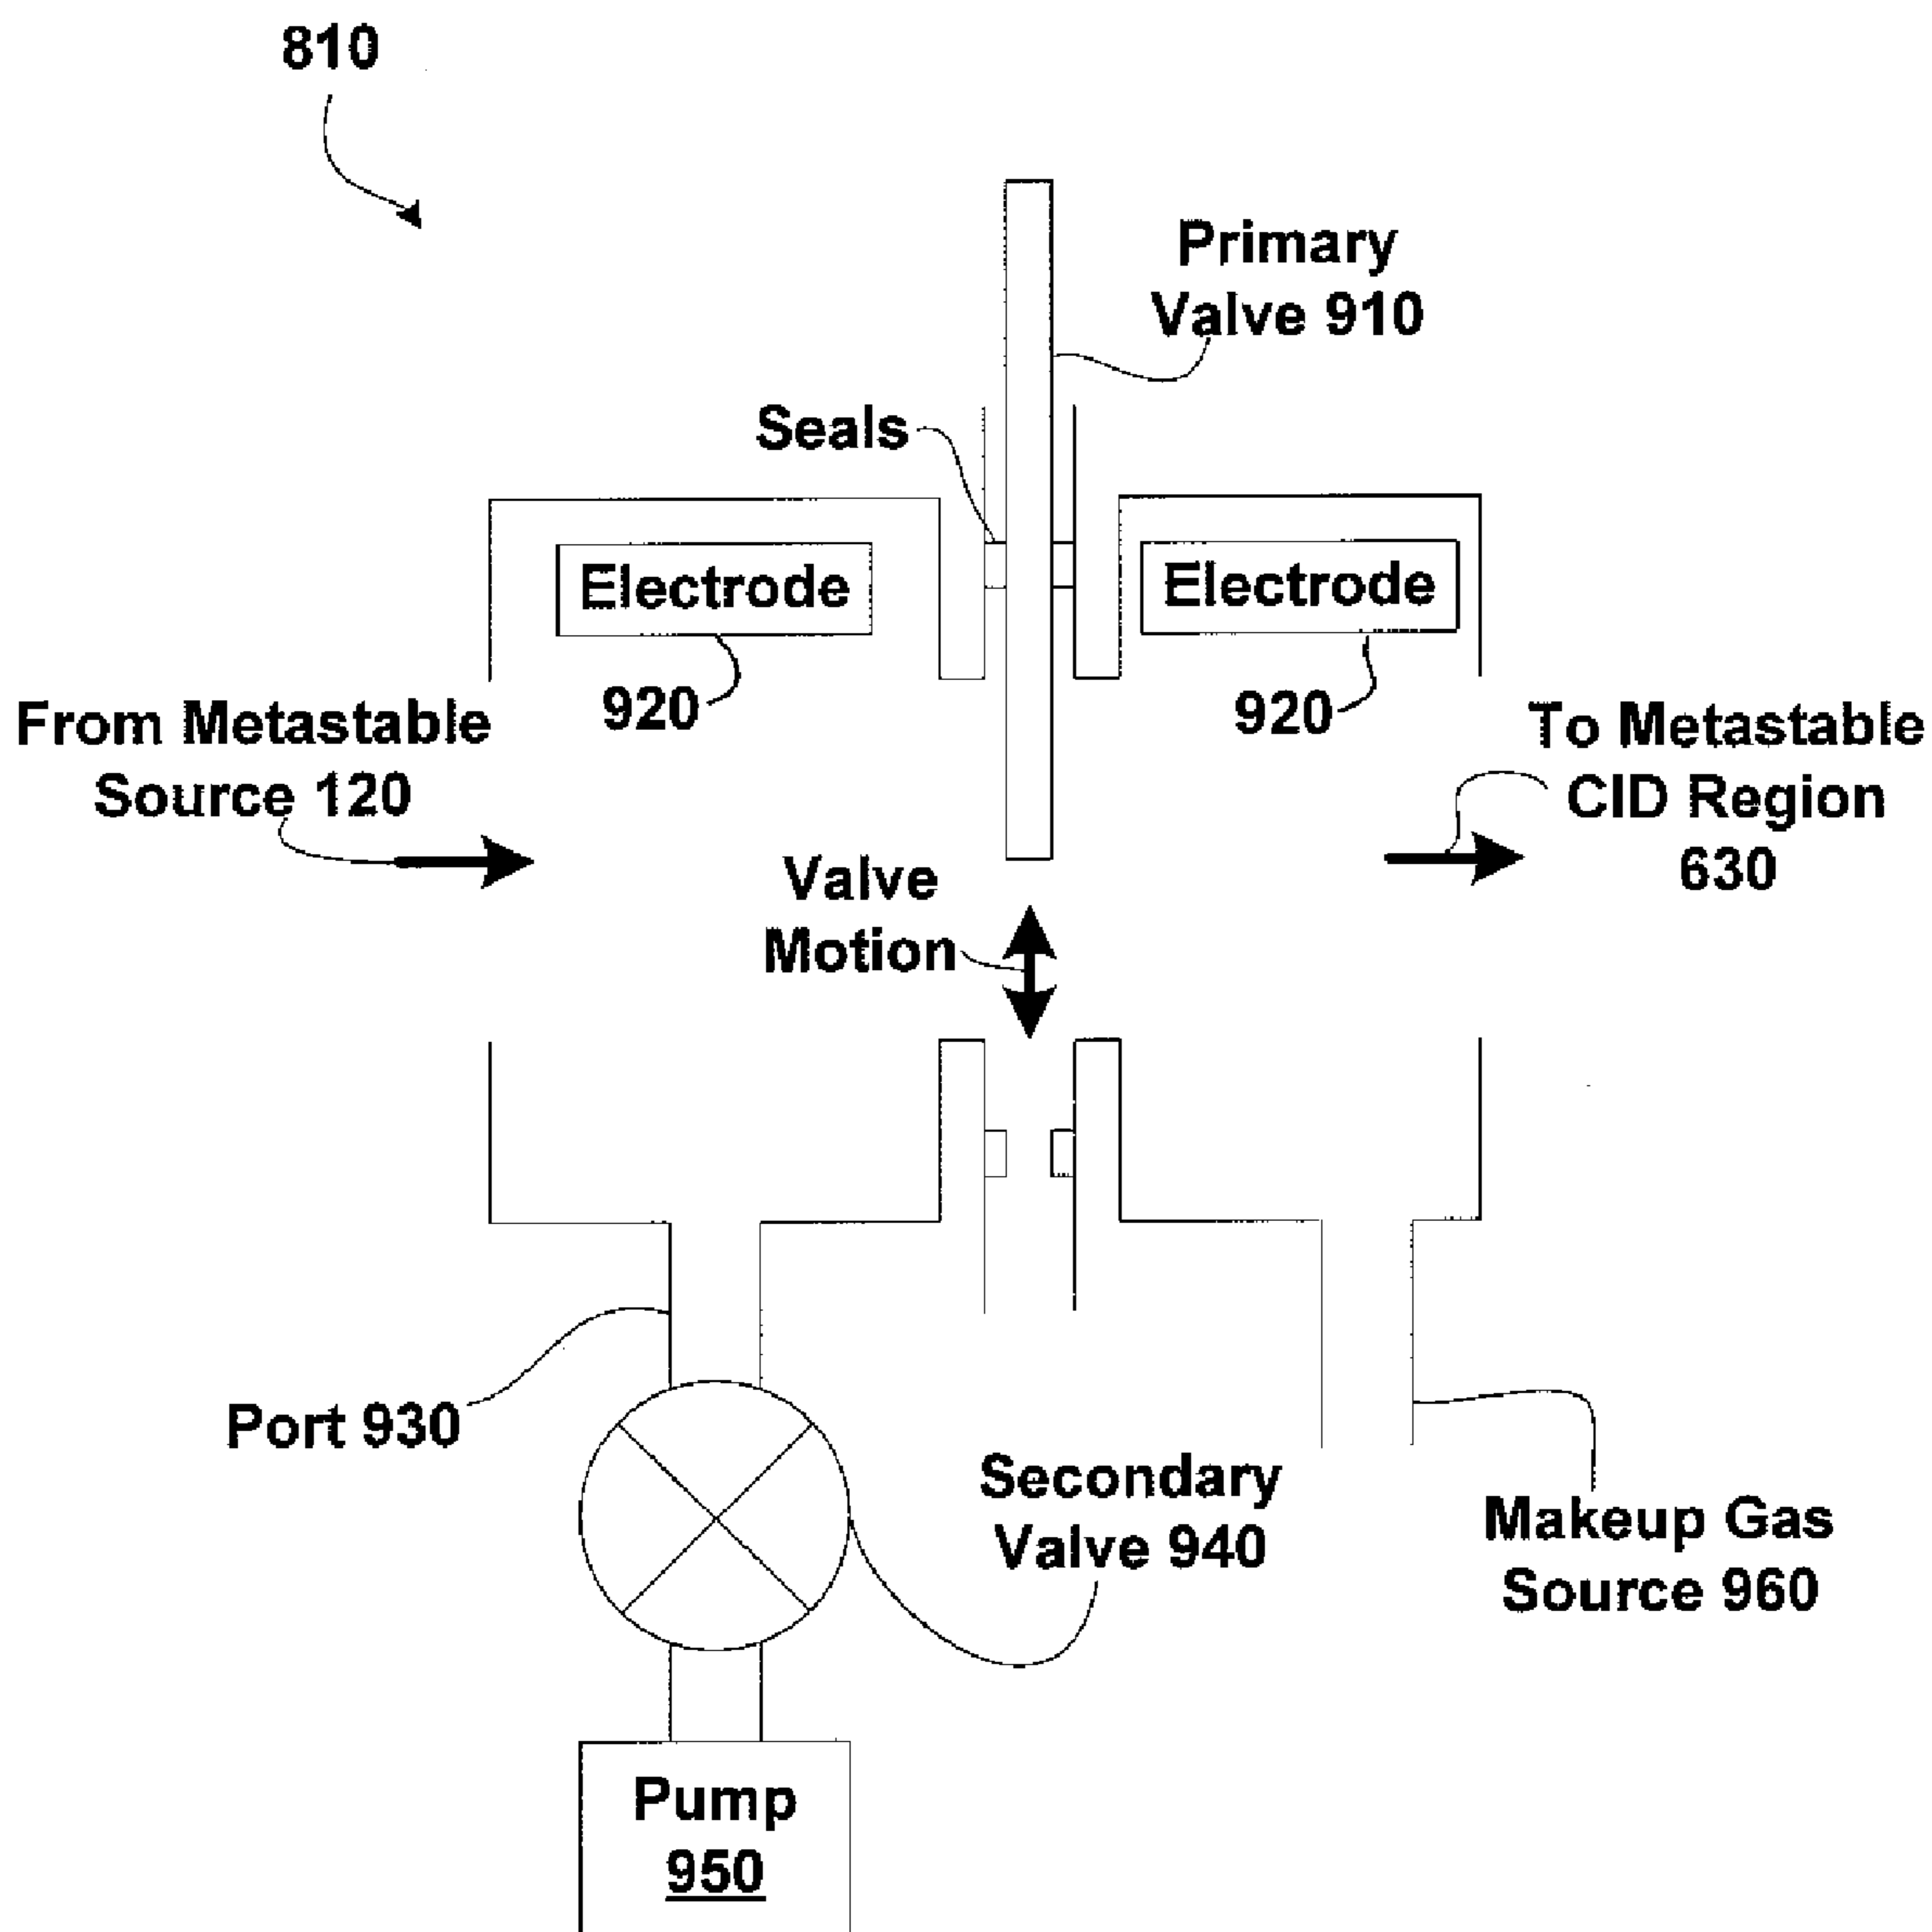 810
Primary
Valve 910
Seals
Electrode
Electrode
920
920
From Metastable
Source 120
To Metastable
CID Region
630
Valve
Motion
Port 930
Secondary
Valve 940
Makeup Gas
Source 960
Pump
950